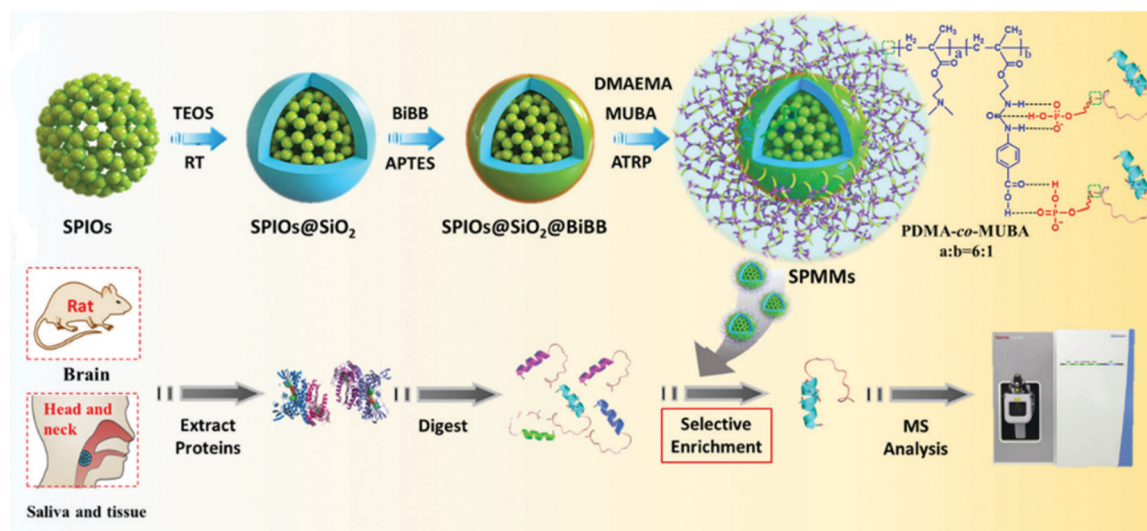 TEOS
RT
SPIOs
SPIOs@SiO2
BiBB
APTES
SPIOs@SiO2@BiBB
DMAEMA
MUBA
ATRP
SPMMs
PDMA-co-MUBA
a:b=6:1
Rat
Brain
Head and
neck
Saliva and tissue
Extract
Proteins
Digest
Selective
Enrichment
MS
Analysis